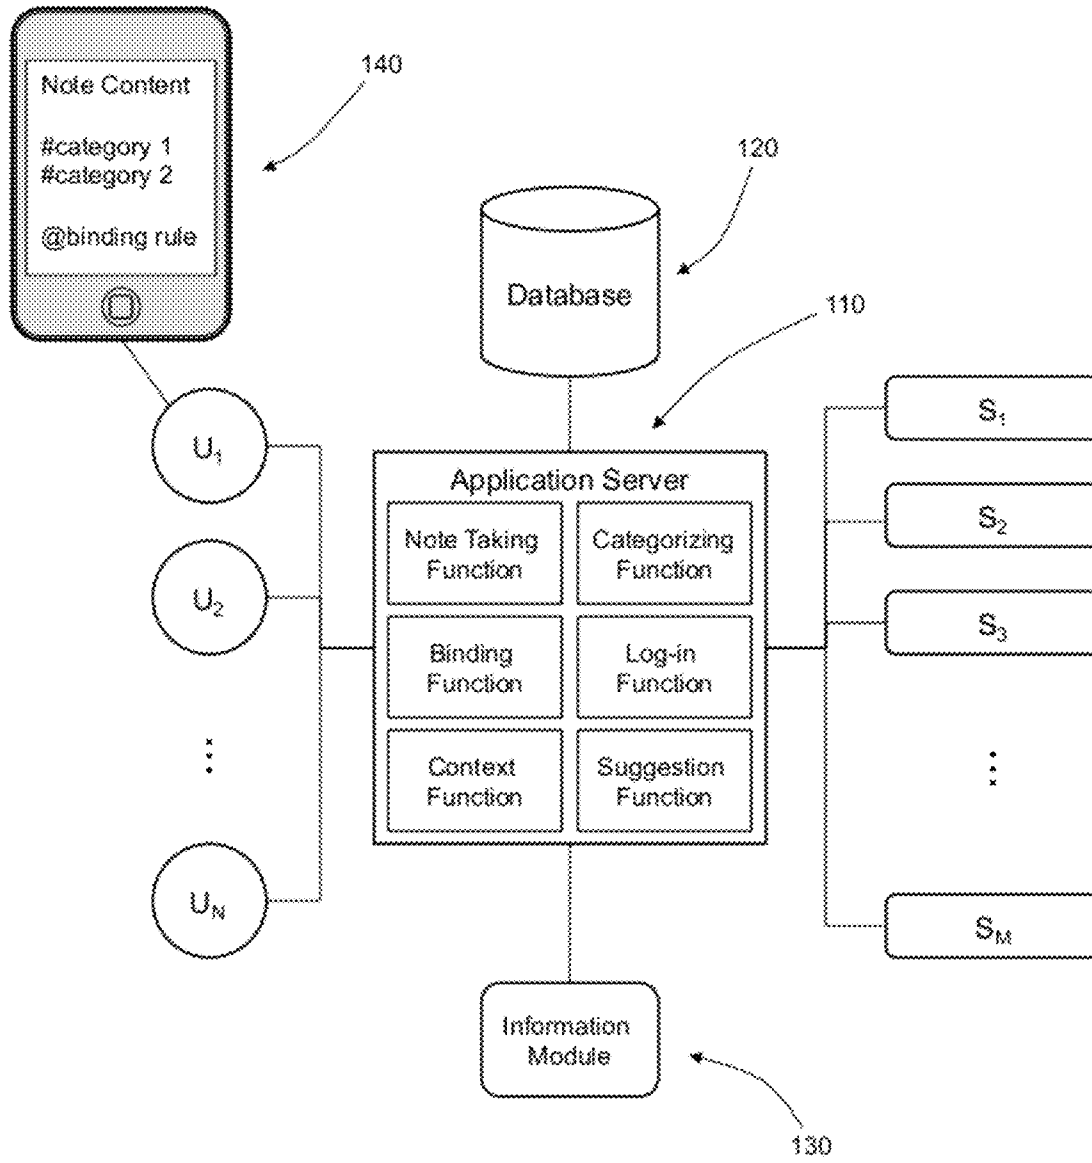 Note Content
#category 1
#category 2
@binding rule
140
120
Database
110
U1
U2
UN
Application Server
Note Taking
Function
Categorizing
Function
Binding
Function
Log-in
Function
Context
Function
Suggestion
Function
S1
S2
S3
SM
Information
Module
130